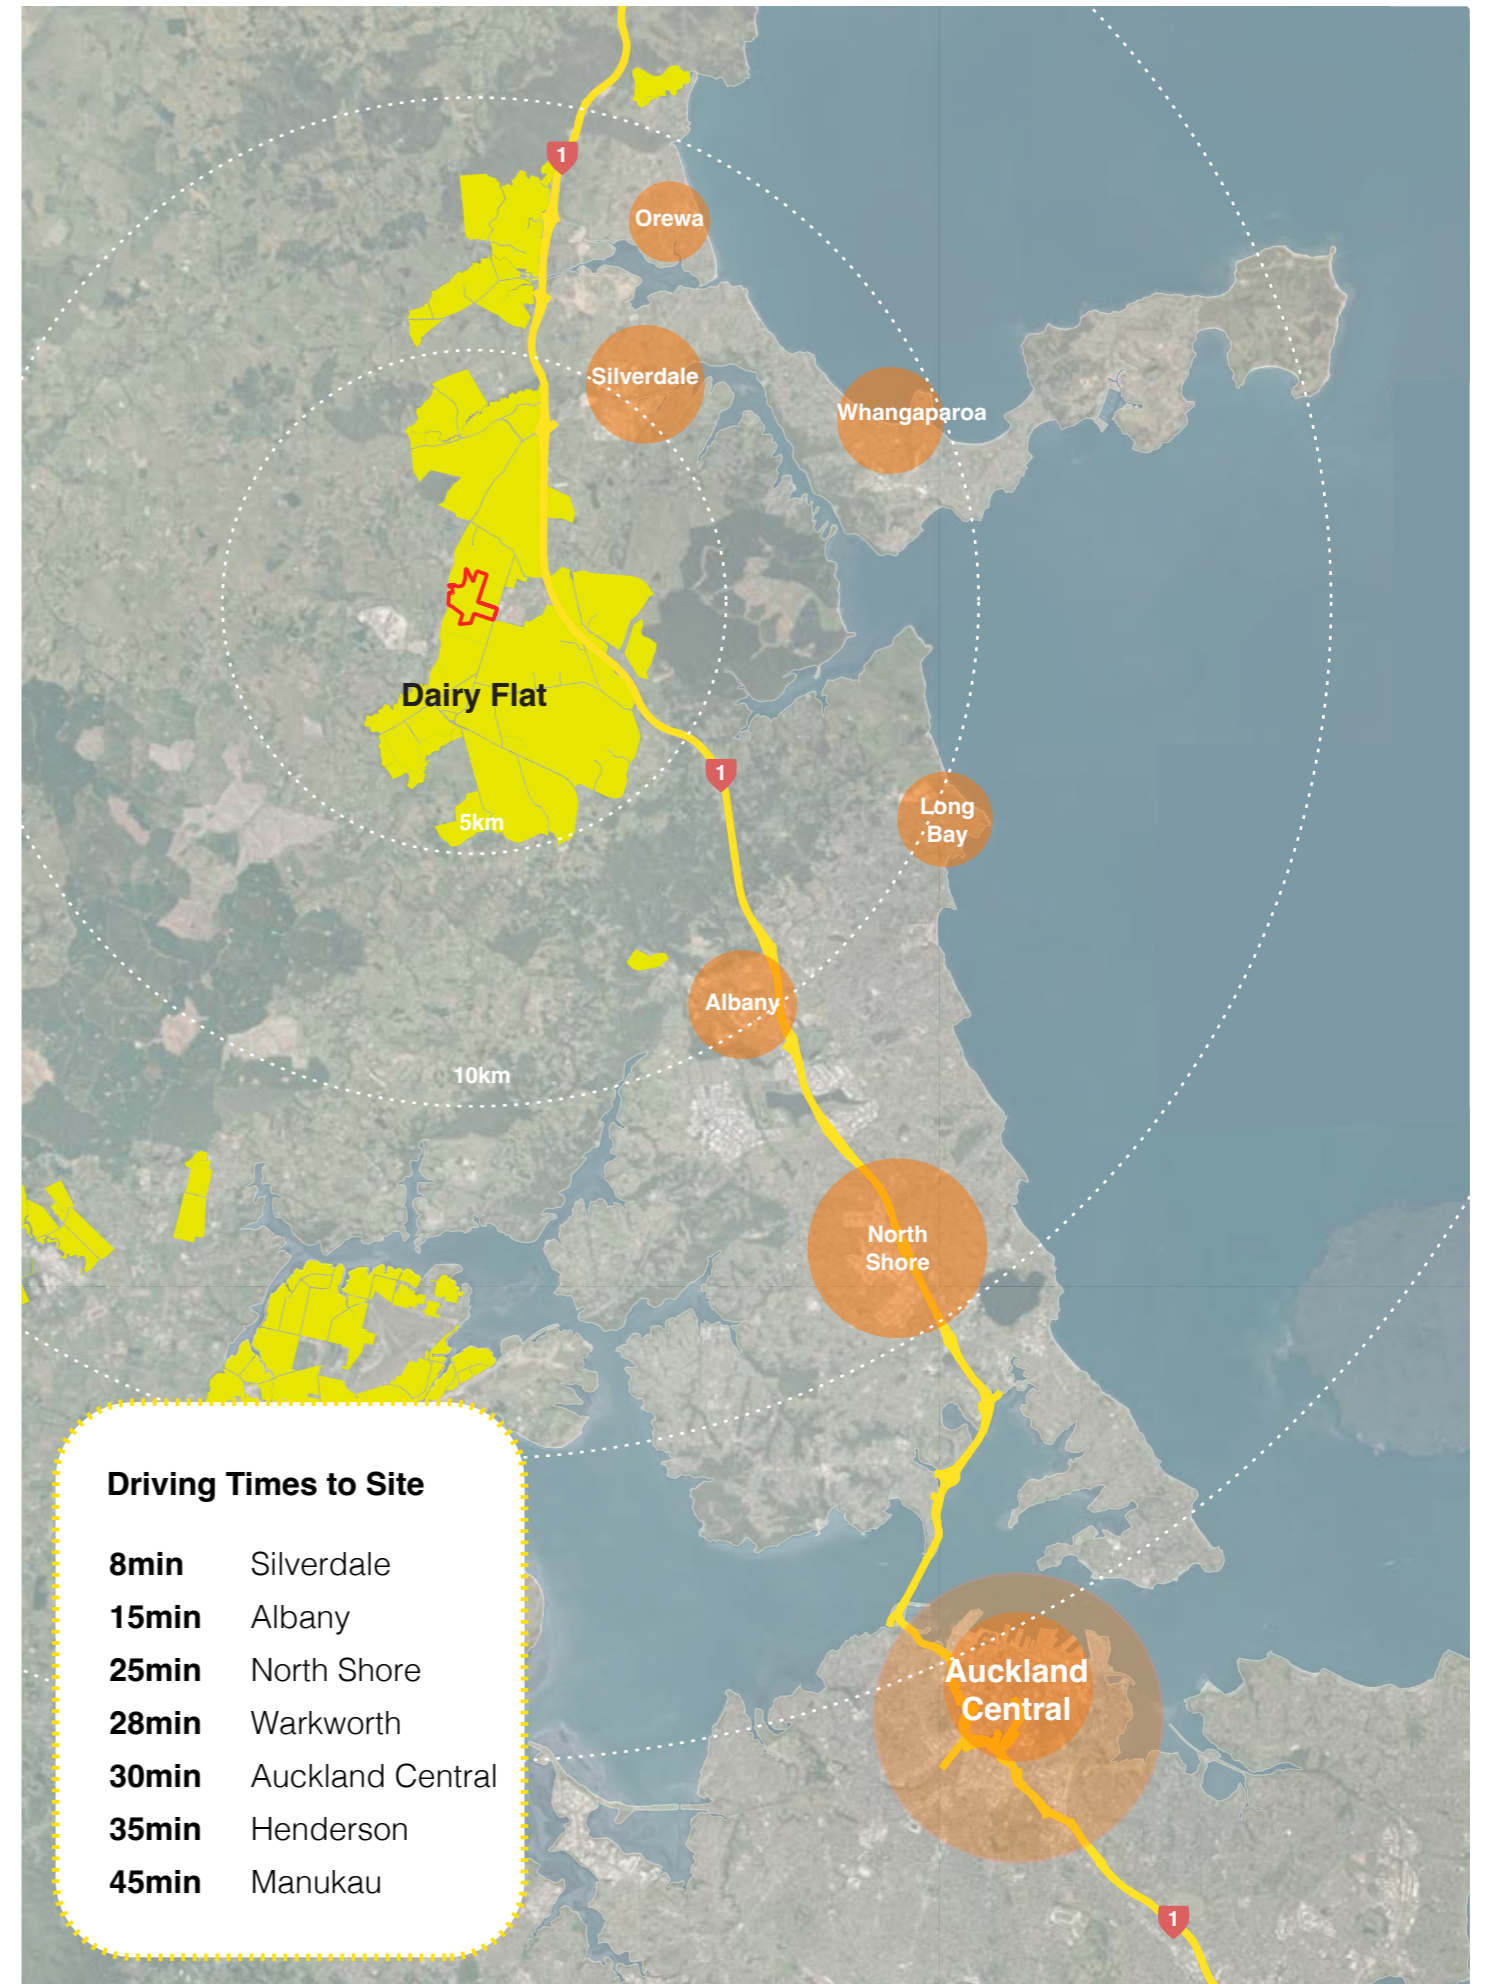 1
Orewa
Silverdale
Whangaparoa
Dairy Flat
1
Long
Bay
5km
Albany
10km
North
Shore
Auckland
Central
1
Driving Times to Site
8min Silverdale
15min Albany
25min North Shore
28min Warkworth
30min Auckland Central
35min Henderson
45min Manukau